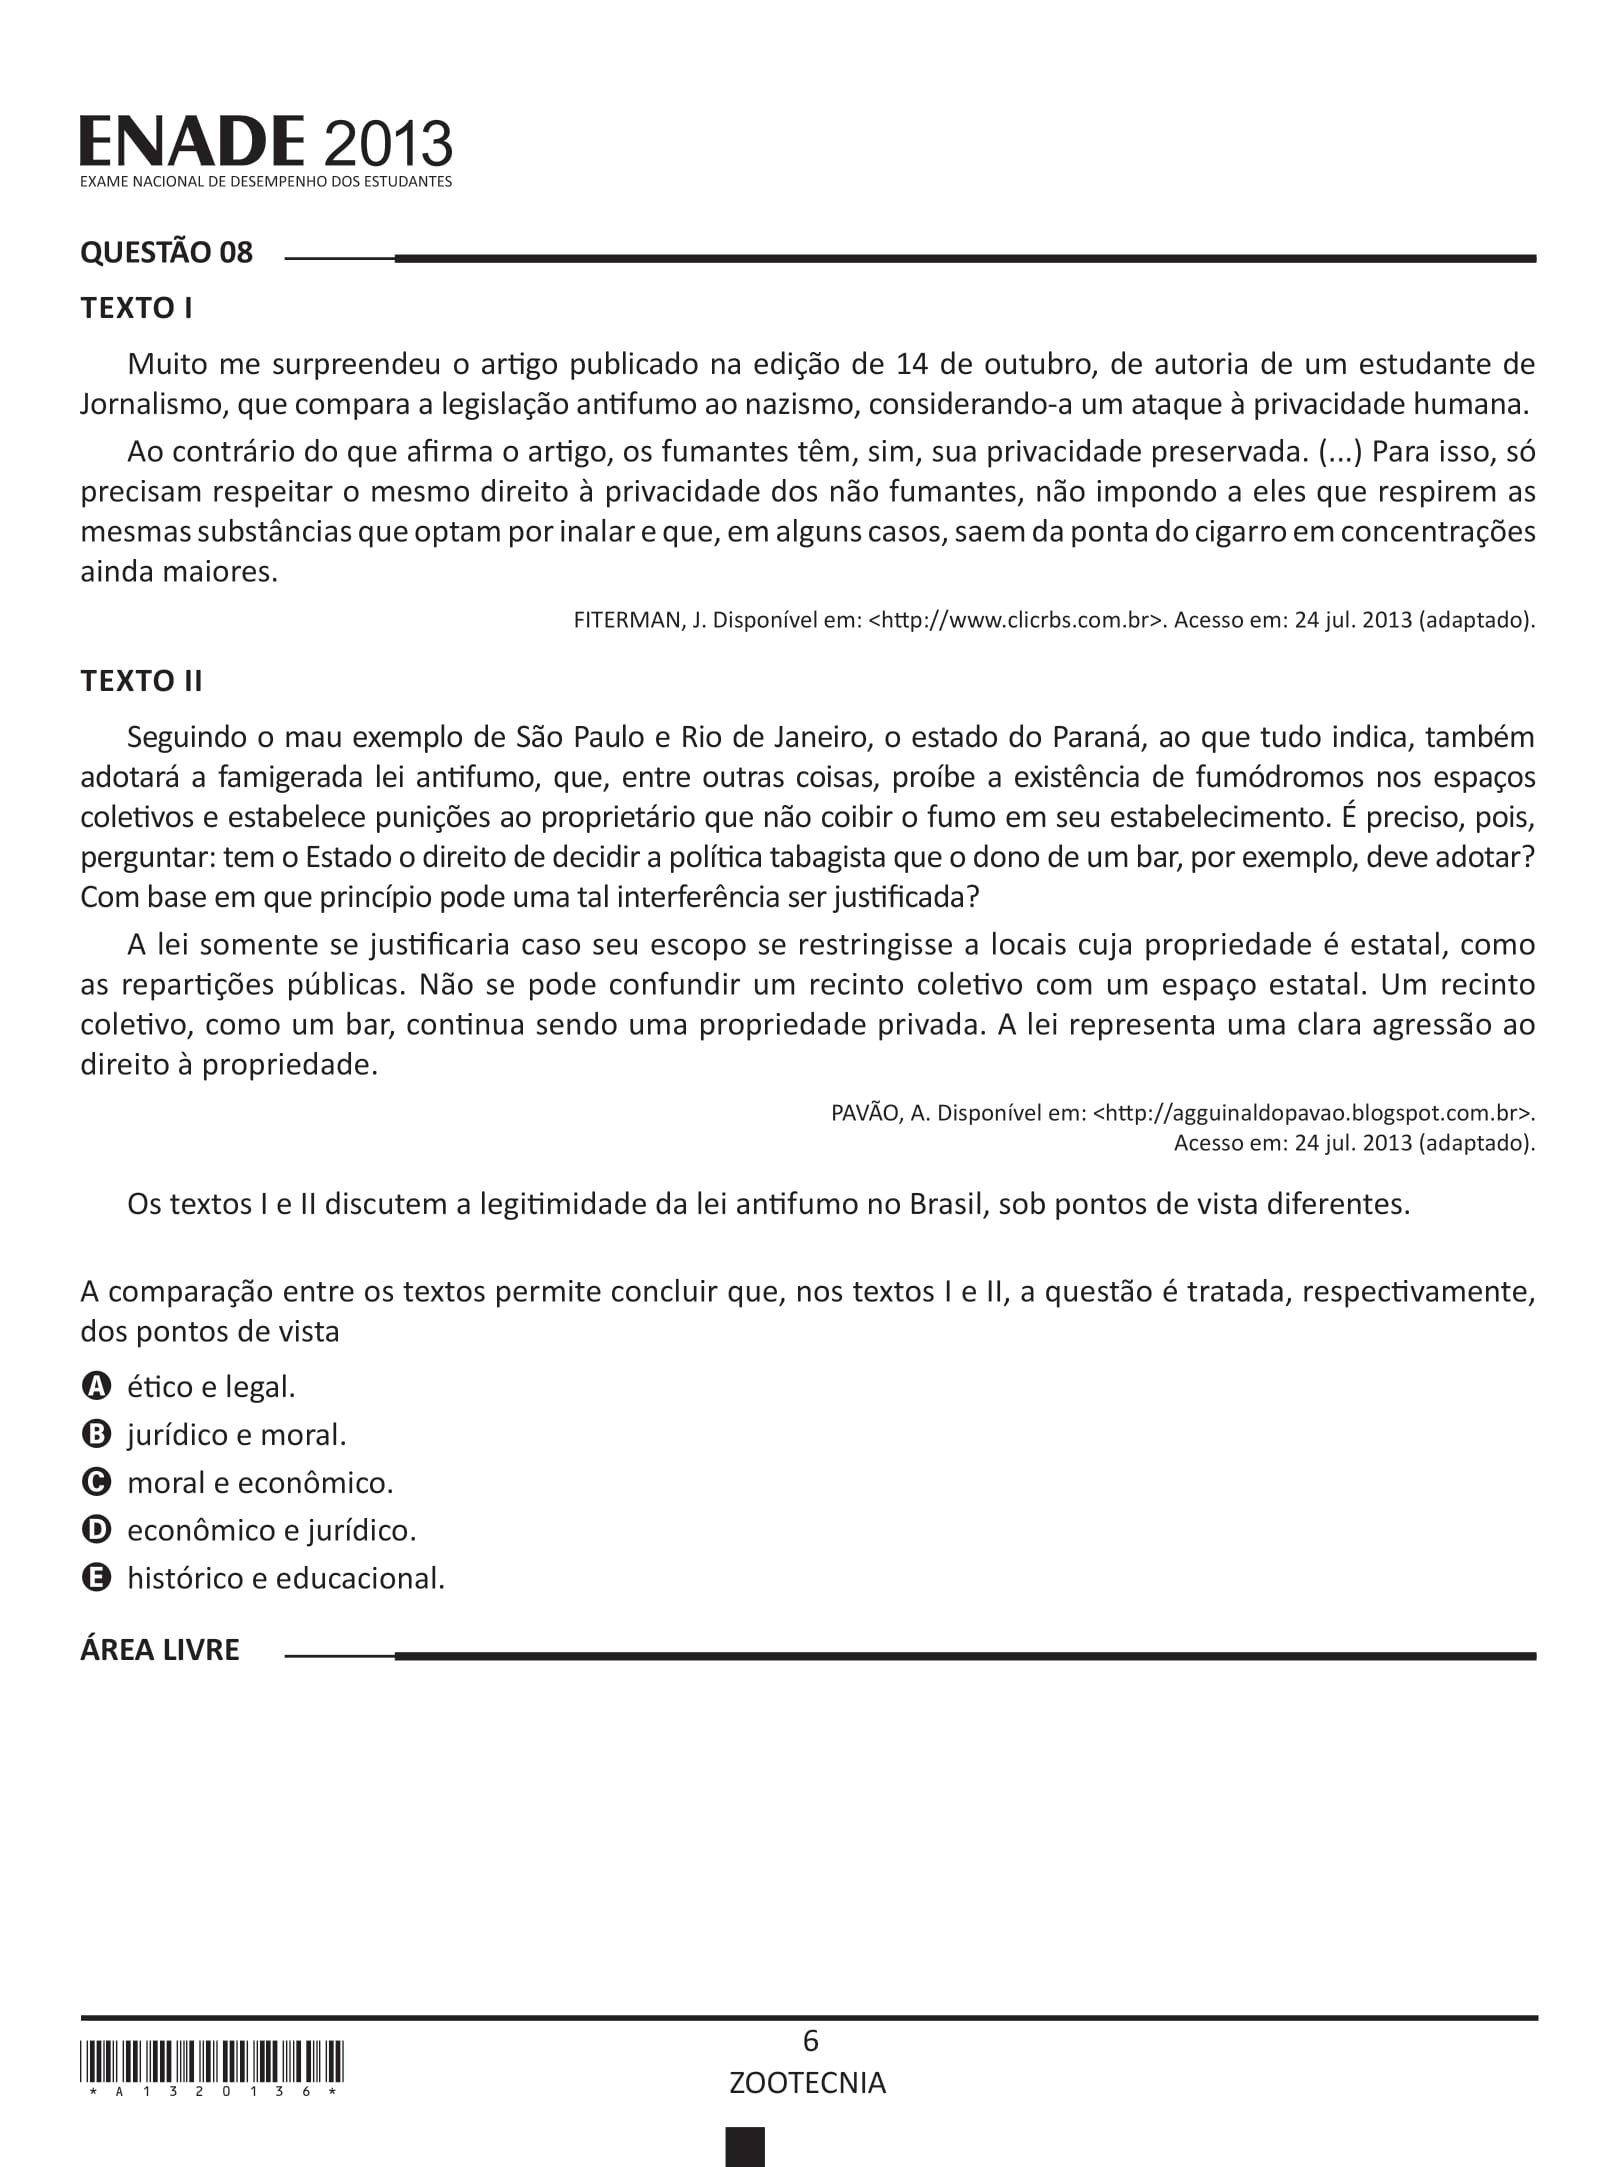 ENADE 2013
EXAME NACIONAL DE DESEMPENHO DOS ESTUDANTES
QUESTÃO 08
TEXTO I
Muito me surpreendeu o artigo publicado na edição de 14 de outubro, de autoria de um estudante de
Jornalismo, que compara a legislação antifumo ao nazismo, considerando-a um ataque à privacidade humana.
Ao contrário do que afirma o artigo, os fumantes têm, sim, sua privacidade preservada. (...) Para isso, só
precisam respeitar o mesmo direito à privacidade dos não fumantes, não impondo a eles que respirem as
mesmas substâncias que optam por inalar e que, em alguns casos, saem da ponta do cigarro em concentrações
ainda maiores.
FITERMAN, J. Disponível em: <http://www.clicrbs.com.br>. Acesso em: 24 jul. 2013 (adaptado).
TEXTO II
Seguindo o mau exemplo de São Paulo e Rio de Janeiro, o estado do Paraná, ao que tudo indica, também
adotará a famigerada lei antifumo, que, entre outras coisas, proíbe a existência de fumódromos nos espaços
coletivos e estabelece punições ao proprietário que não coibir o fumo em seu estabelecimento. É preciso, pois,
perguntar: tem o Estado o direito de decidir a política tabagista que o dono de um bar, por exemplo, deve adotar?
Com base em que princípio pode uma tal interferência ser justificada?
A lei somente se justificaria caso seu escopo se restringisse a locais cuja propriedade é estatal, como
as repartições públicas. Não se pode confundir um recinto coletivo com um espaço estatal. Um recinto
coletivo, como um bar, continua sendo uma propriedade privada. A lei representa uma clara agressão ao
direito à propriedade.
PAVÃO, A. Disponível em: <http://agguinaldopavao.blogspot.com.br>.
Acesso em: 24 jul. 2013 (adaptado).
Os textos I e II discutem a legitimidade da lei antifumo no Brasil, sob pontos de vista diferentes.
A comparação entre os textos permite concluir que, nos textos I e II, a questão é tratada, respectivamente,
dos pontos de vista
A ético e legal.
B jurídico e moral.
C moral e econômico.
D econômico e jurídico.
E histórico e educacional.
ÁREA LIVRE
6
ZOOTECNIA
* A 1 3 2 0 1 3 6 *